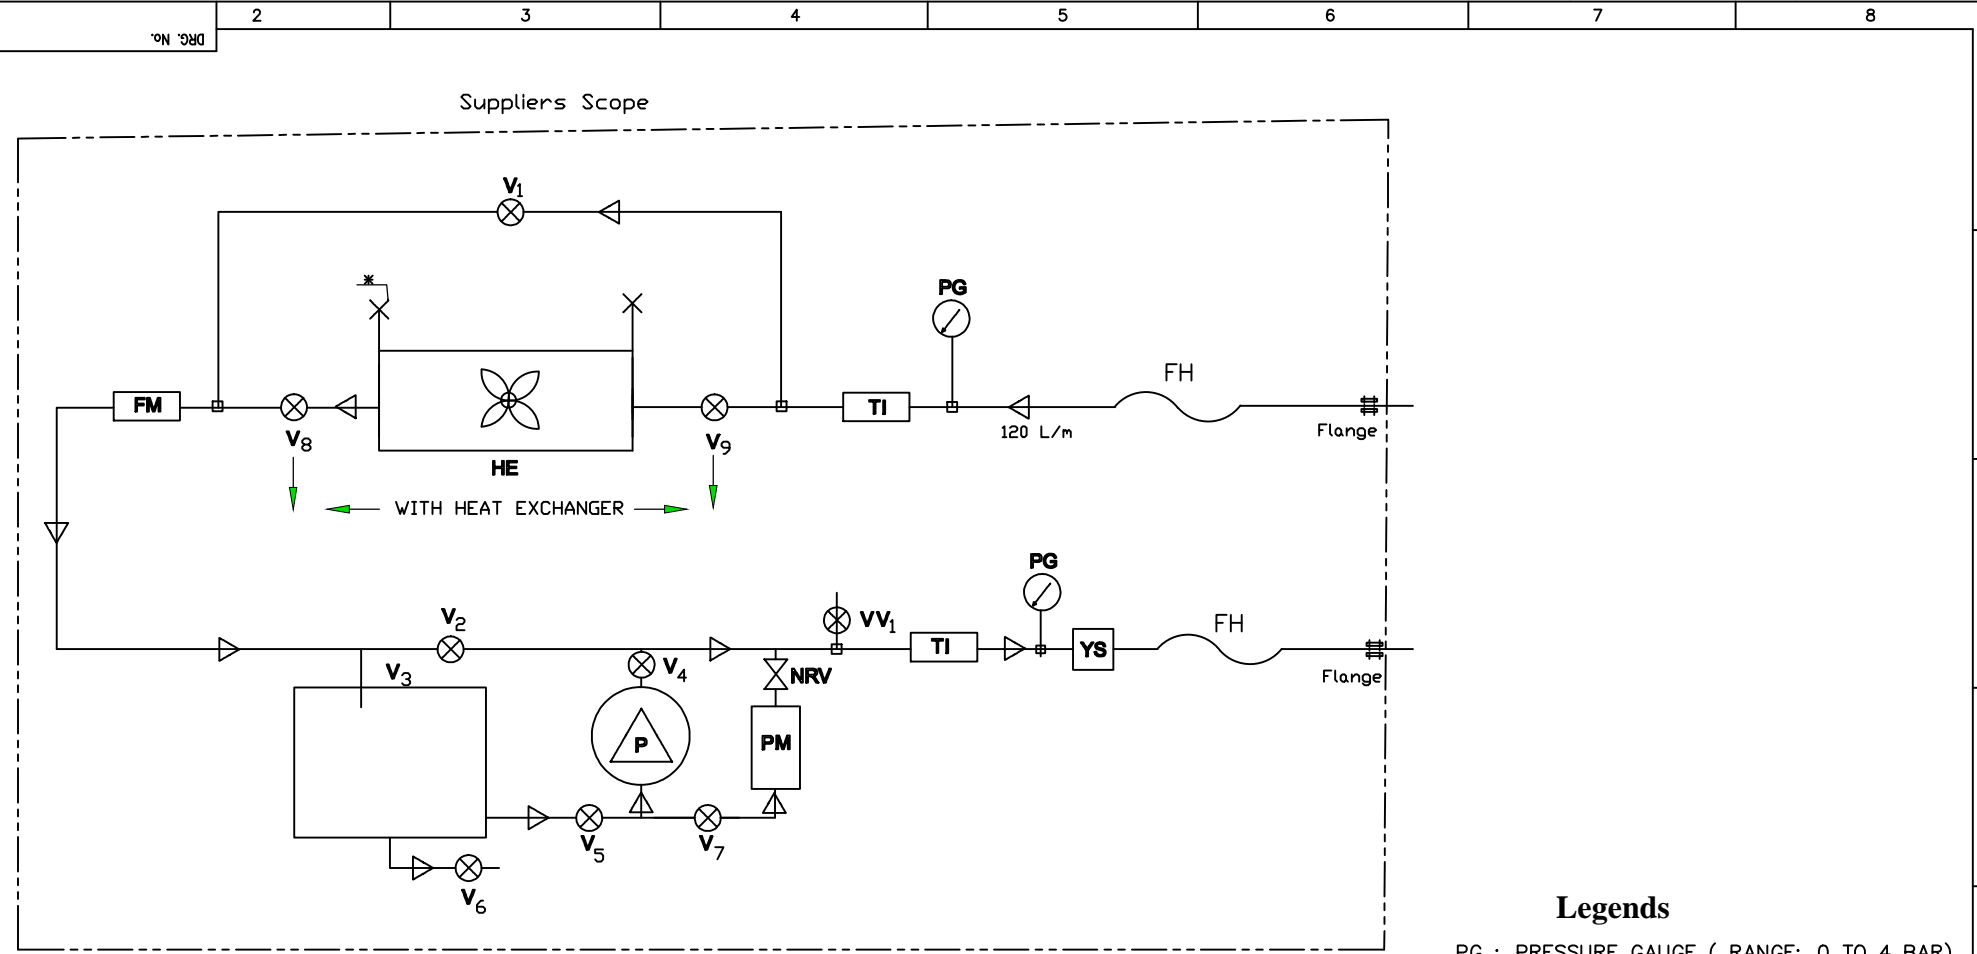 2 3 4 5 6 7 8
DRG. No.
Suppliers Scope
V1
PG
FH
FM
TI
V8
V9
120 L/m
Flange
HE
WITH HEAT EXCHANGER
PG
V2
VV1
FH
TI
YS
V3
V4
NRV
Flange
P
PM
V5
V7
V6
Legends
PG : PRESSURE GAUGE ( RANGE: 0 TO 4 BAR)